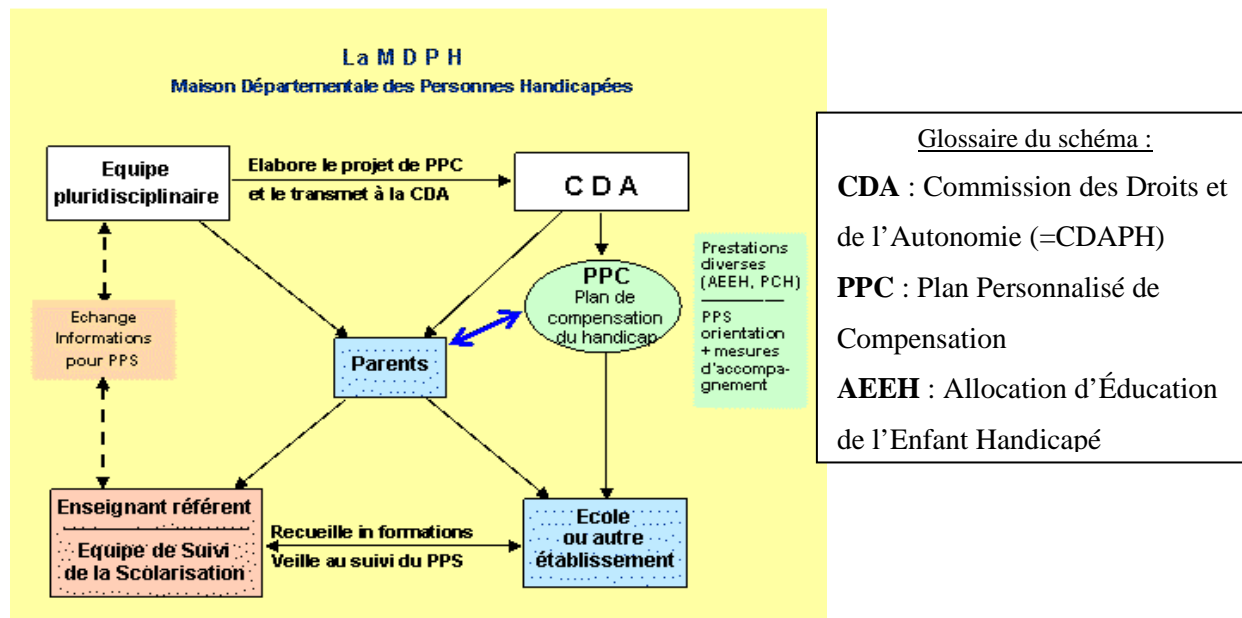 La M D P H
Maison Départementale des Personnes Handicapées
Equipe
pluridisciplinaire
Elabore le projet de PPC
et le transmet à la CDA
C D A
PPC
Plan de
compensation
du handicap
Prestations
diverses
(AEEH, PCH)
PPS
orientation
+ mesures
d'accompa-
gnement
Echange
Informations
pour PPS
Parents
Enseignant référent
Equipe de Suivi
de la Scolarisation
Recueille in formations
Veille au suivi du PPS
Ecole
ou autre
établissement
Glossaire du schéma :
CDA : Commission des Droits et
de l'Autonomie (=CDAPH)
PPC : Plan Personnalisé de
Compensation
AEEH : Allocation d'Éducation
de l'Enfant Handicapé